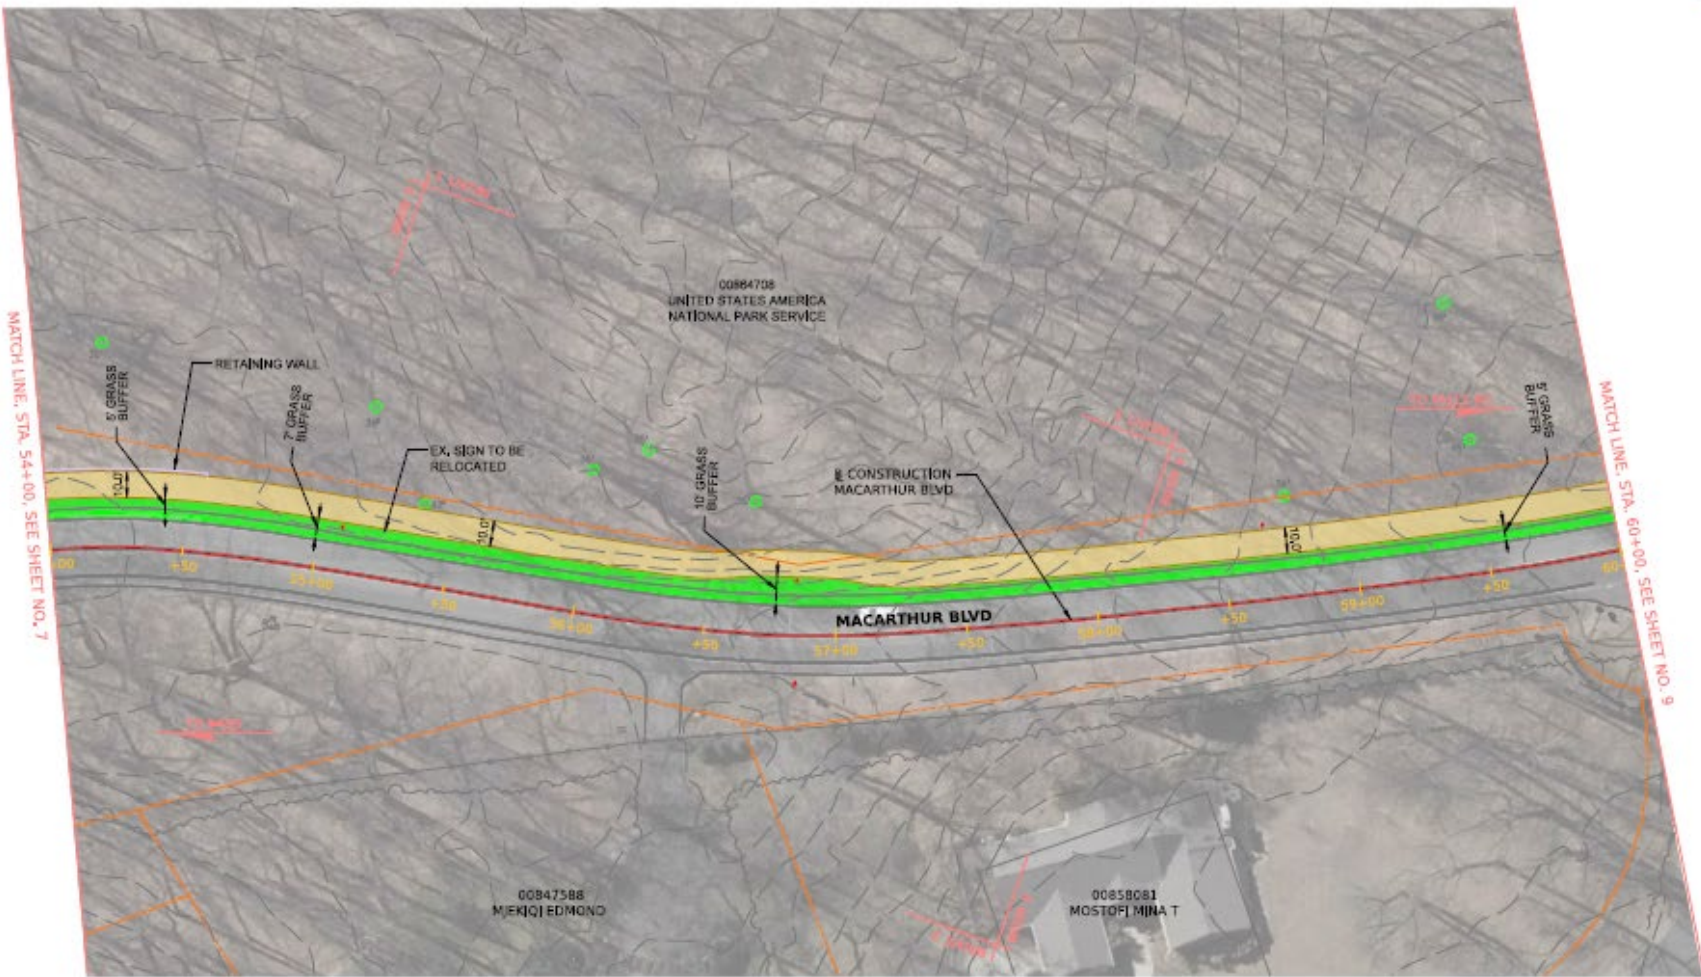 00864708
UNITED STATES AMERICA
NATIONAL PARK SERVICE
MATCH LINE, STA. 54+00, SEE SHEET NO. 7
MATCH LINE, STA. 60+00, SEE SHEET NO. 9
RETAINING WALL
5' GRASS
BUFFER
7' GRASS
BUFFER
EX. SIGN TO BE
RELOCATED
10' GRASS
BUFFER
CONSTRUCTION
MACARTHUR BLVD
5' GRASS
BUFFER
10.0'
10.0'
10.0'
MACARTHUR BLVD
+00
+50
55+00
+50
56+00
+50
57+00
+50
58+00
+50
59+00
+50
60+
00847588
MJEKIQI EDMOND
00858081
MOSTOFI MINA T